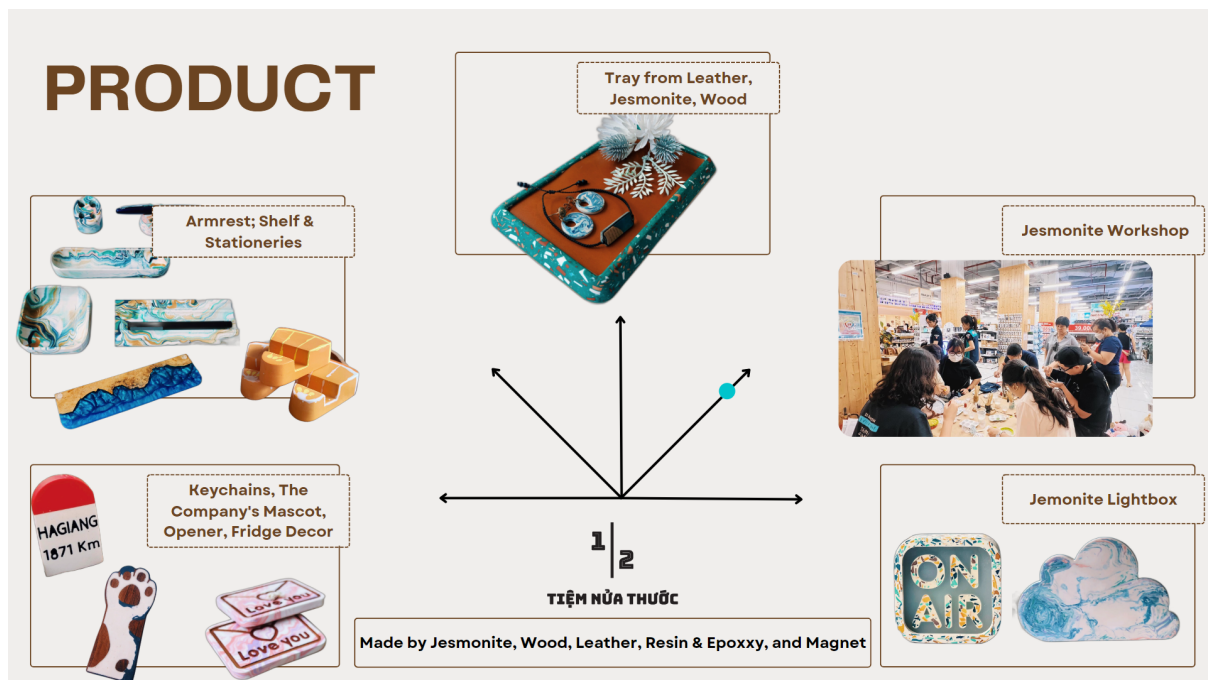 PRODUCT
Tray from Leather,
Jesmonite, Wood
Armrest; Shelf &
Stationeries
Jesmonite Workshop
Keychains, The
Company's Mascot,
Opener, Fridge Decor
HAGIANG
1871 Km
Love you
Love you
Jemonite Lightbox
ON
AIR
1
2
TIỆM NỬA THƯỚC
Made by Jesmonite, Wood, Leather, Resin & Epoxxy, and Magnet